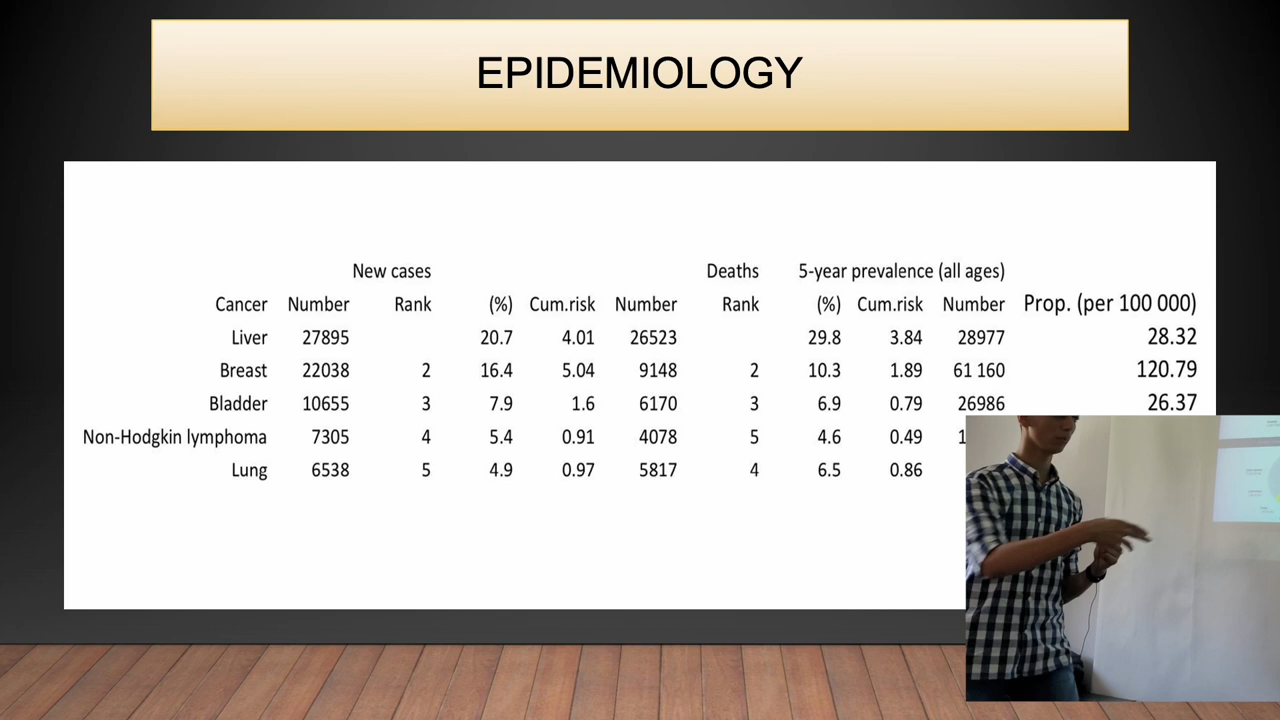 EPIDEMIOLOGY
New cases Deaths 5-year prevalence (all ages)
Cancer Number Rank (%) Cum.risk Number Rank (%) Cum.risk Number Prop. (per 100 000)
Liver 27895 20.7 4.01 26523 29.8 3.84 28977 28.32
Breast 22038 2 16.4 5.04 9148 2 10.3 1.89 61 160 120.79
Bladder 10655 3 7.9 1.6 6170 3 6.9 0.79 26986 26.37
Non-Hodgkin lymphoma 7305 4 5.4 0.91 4078 5 4.6 0.49
Lung 6538 5 4.9 0.97 5817 4 6.5 0.86